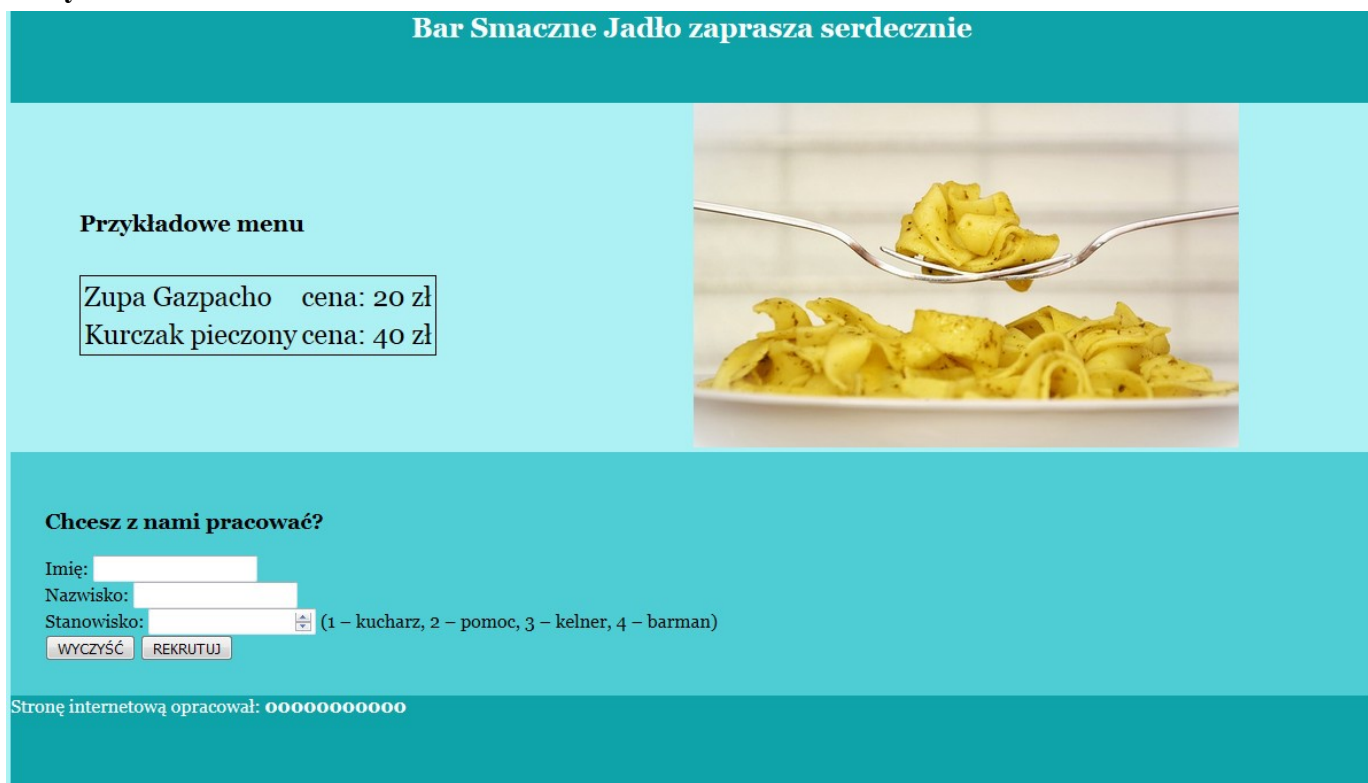 Bar Smaczne Jadło zaprasza serdecznie
Przykładowe menu
Zupa Gazpacho cena: 20 zł
Kurczak pieczony cena: 40 zł
Chcesz z nami pracować?
Imię:
Nazwisko:
Stanowisko: (1 – kucharz, 2 – pomoc, 3 – kelner, 4 – barman)
WYCZYŚĆ REKRUTUJ
Stronę internetową opracował: 00000000000